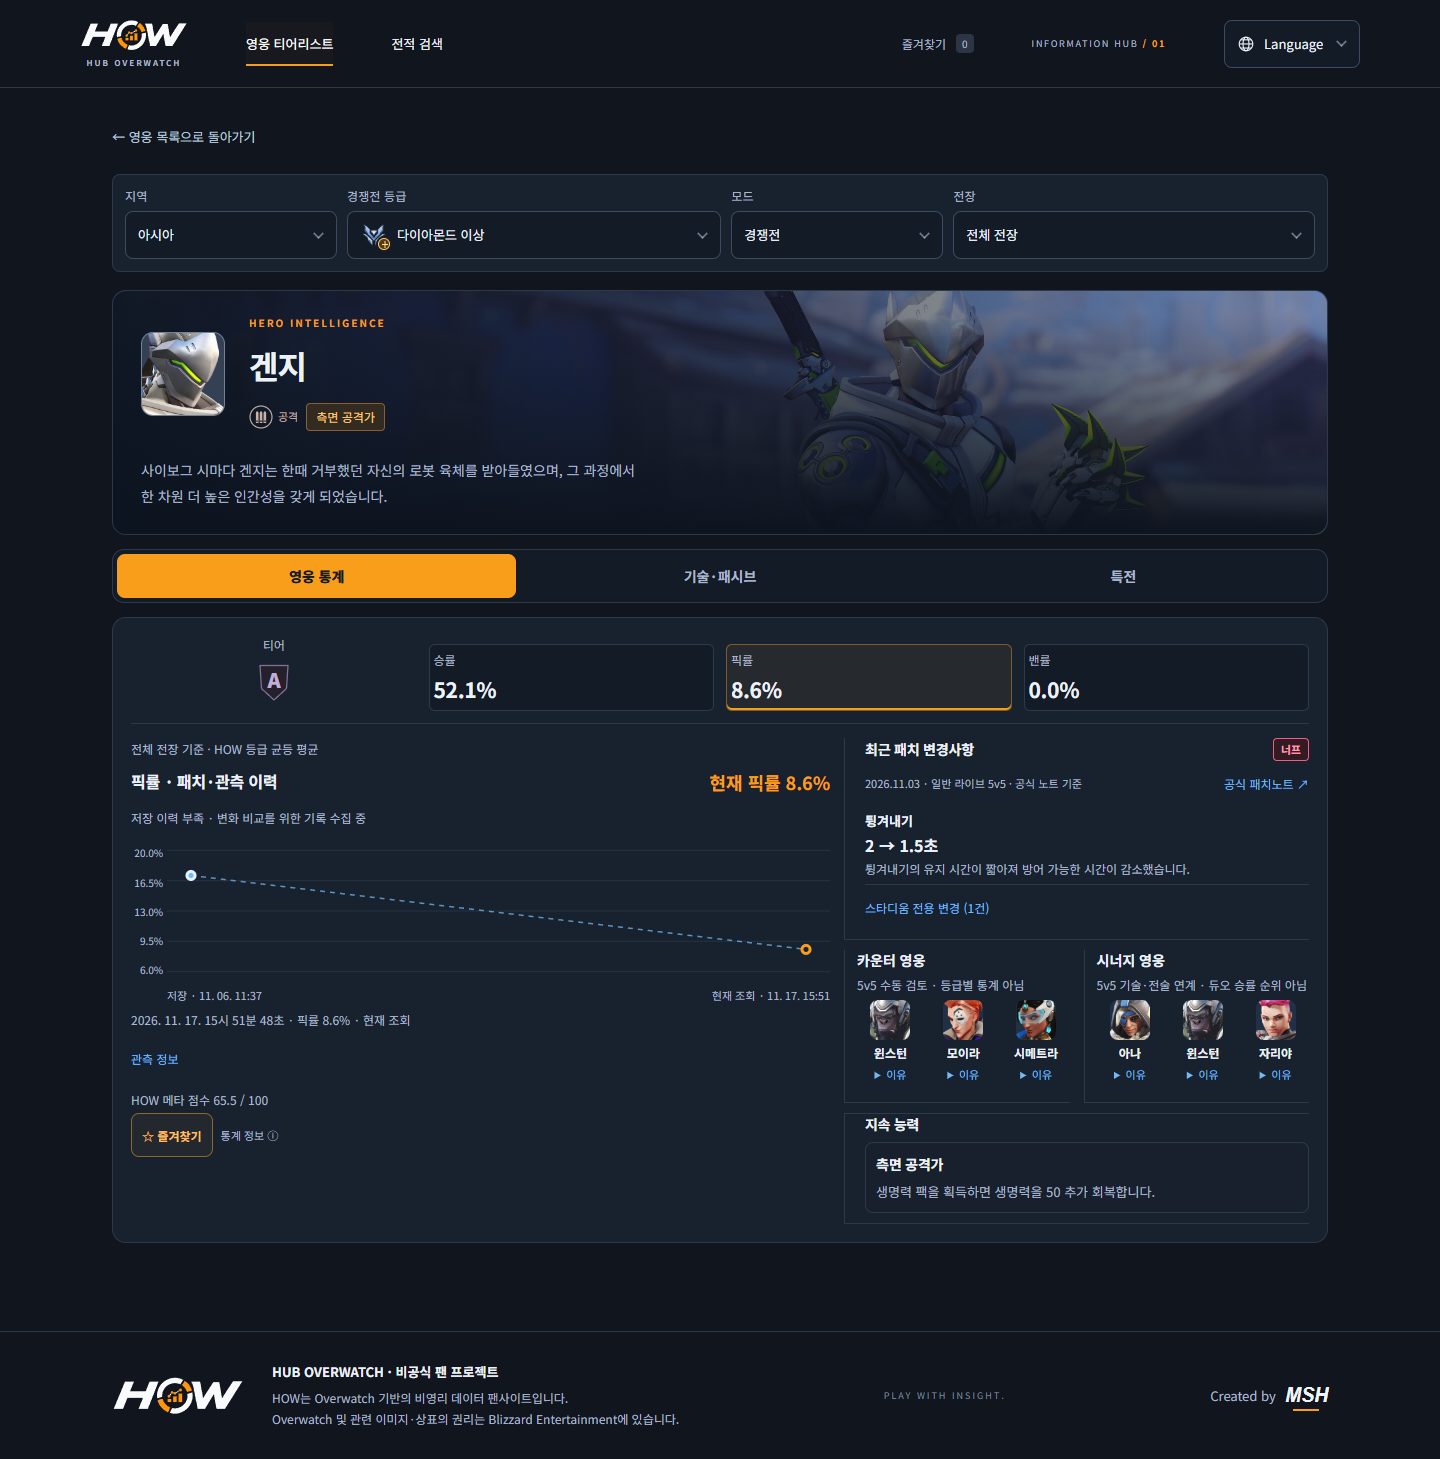 HOW
HUB OVERWATCH
영웅 티어리스트
전적 검색
즐겨찾기 0
INFORMATION HUB / 01
Language
← 영웅 목록으로 돌아가기
지역
경쟁전 등급
모드
전장
아시아
다이아몬드 이상
경쟁전
전체 전장
HERO INTELLIGENCE
겐지
공격 측면 공격가
사이보그 시마다 겐지는 한때 거부했던 자신의 로봇 육체를 받아들였으며, 그 과정에서
한 차원 더 높은 인간성을 갖게 되었습니다.
영웅 통계
기술·패시브
특전
티어
A
승률
52.1%
픽률
8.6%
밴률
0.0%
전체 전장 기준 · HOW 등급 균등 평균
픽률 · 패치·관측 이력
현재 픽률 8.6%
저장 이력 부족 · 변화 비교를 위한 기록 수집 중
20.0%
16.5%
13.0%
9.5%
6.0%
저장 · 11. 06. 11:37
현재 조회 · 11. 17. 15:51
2026. 11. 17. 15시 51분 48초 · 픽률 8.6% · 현재 조회
관측 정보
HOW 메타 점수 65.5 / 100
☆ 즐겨찾기
통계 정보 ⓘ
최근 패치 변경사항
너프
2026.11.03 · 일반 라이브 5v5 · 공식 노트 기준
공식 패치노트 ↗
튕겨내기
2 → 1.5초
튕겨내기의 유지 시간이 짧아져 방어 가능한 시간이 감소했습니다.
스타디움 전용 변경 (1건)
카운터 영웅
5v5 수동 검토 · 등급별 통계 아님
윈스턴
모이라
시메트라
▶ 이유
▶ 이유
▶ 이유
시너지 영웅
5v5 기술·전술 연계 · 듀오 승률 순위 아님
아나
윈스턴
자리야
▶ 이유
▶ 이유
▶ 이유
지속 능력
측면 공격가
생명력 팩을 획득하면 생명력을 50 추가 회복합니다.
HOW
HUB OVERWATCH · 비공식 팬 프로젝트
HOW는 Overwatch 기반의 비영리 데이터 팬사이트입니다.
Overwatch 및 관련 이미지·상표의 권리는 Blizzard Entertainment에 있습니다.
PLAY WITH INSIGHT.
Created by MSH